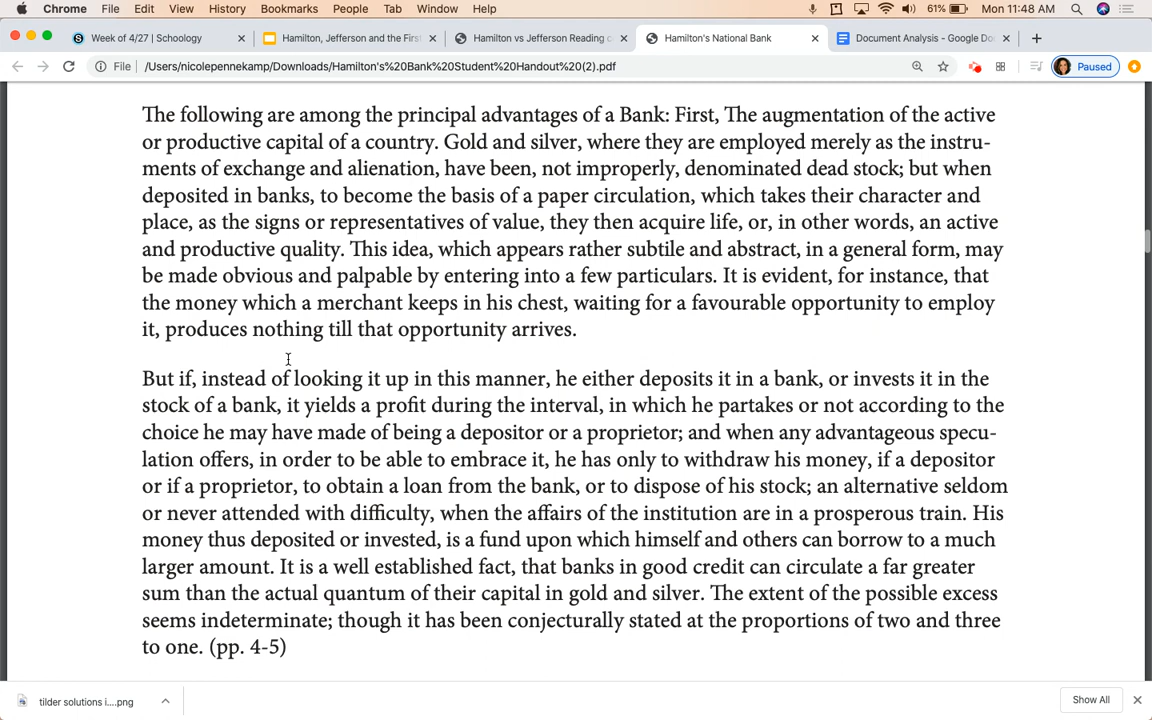 Chrome File Edit View History Bookmarks People Tab Window Help 61% Mon 11:48 AM
Week of 4/27 | Schoology Hamilton, Jefferson and the Firs Hamilton vs Jefferson Reading c Hamilton's National Bank Document Analysis - Google Do
File /Users/nicolepennekamp/Downloads/Hamilton's%20Bank%20Student%20Handout%20(2).pdf Paused
The following are among the principal advantages of a Bank: First, The augmentation of the active
or productive capital of a country. Gold and silver, where they are employed merely as the instru-
ments of exchange and alienation, have been, not improperly, denominated dead stock; but when
deposited in banks, to become the basis of a paper circulation, which takes their character and
place, as the signs or representatives of value, they then acquire life, or, in other words, an active
and productive quality. This idea, which appears rather subtile and abstract, in a general form, may
be made obvious and palpable by entering into a few particulars. It is evident, for instance, that
the money which a merchant keeps in his chest, waiting for a favourable opportunity to employ
it, produces nothing till that opportunity arrives.
But if, instead of looking it up in this manner, he either deposits it in a bank, or invests it in the
stock of a bank, it yields a profit during the interval, in which he partakes or not according to the
choice he may have made of being a depositor or a proprietor; and when any advantageous specu-
lation offers, in order to be able to embrace it, he has only to withdraw his money, if a depositor
or if a proprietor, to obtain a loan from the bank, or to dispose of his stock; an alternative seldom
or never attended with difficulty, when the affairs of the institution are in a prosperous train. His
money thus deposited or invested, is a fund upon which himself and others can borrow to a much
larger amount. It is a well established fact, that banks in good credit can circulate a far greater
sum than the actual quantum of their capital in gold and silver. The extent of the possible excess
seems indeterminate; though it has been conjecturally stated at the proportions of two and three
to one. (pp. 4-5)
tilder solutions i....png Show All